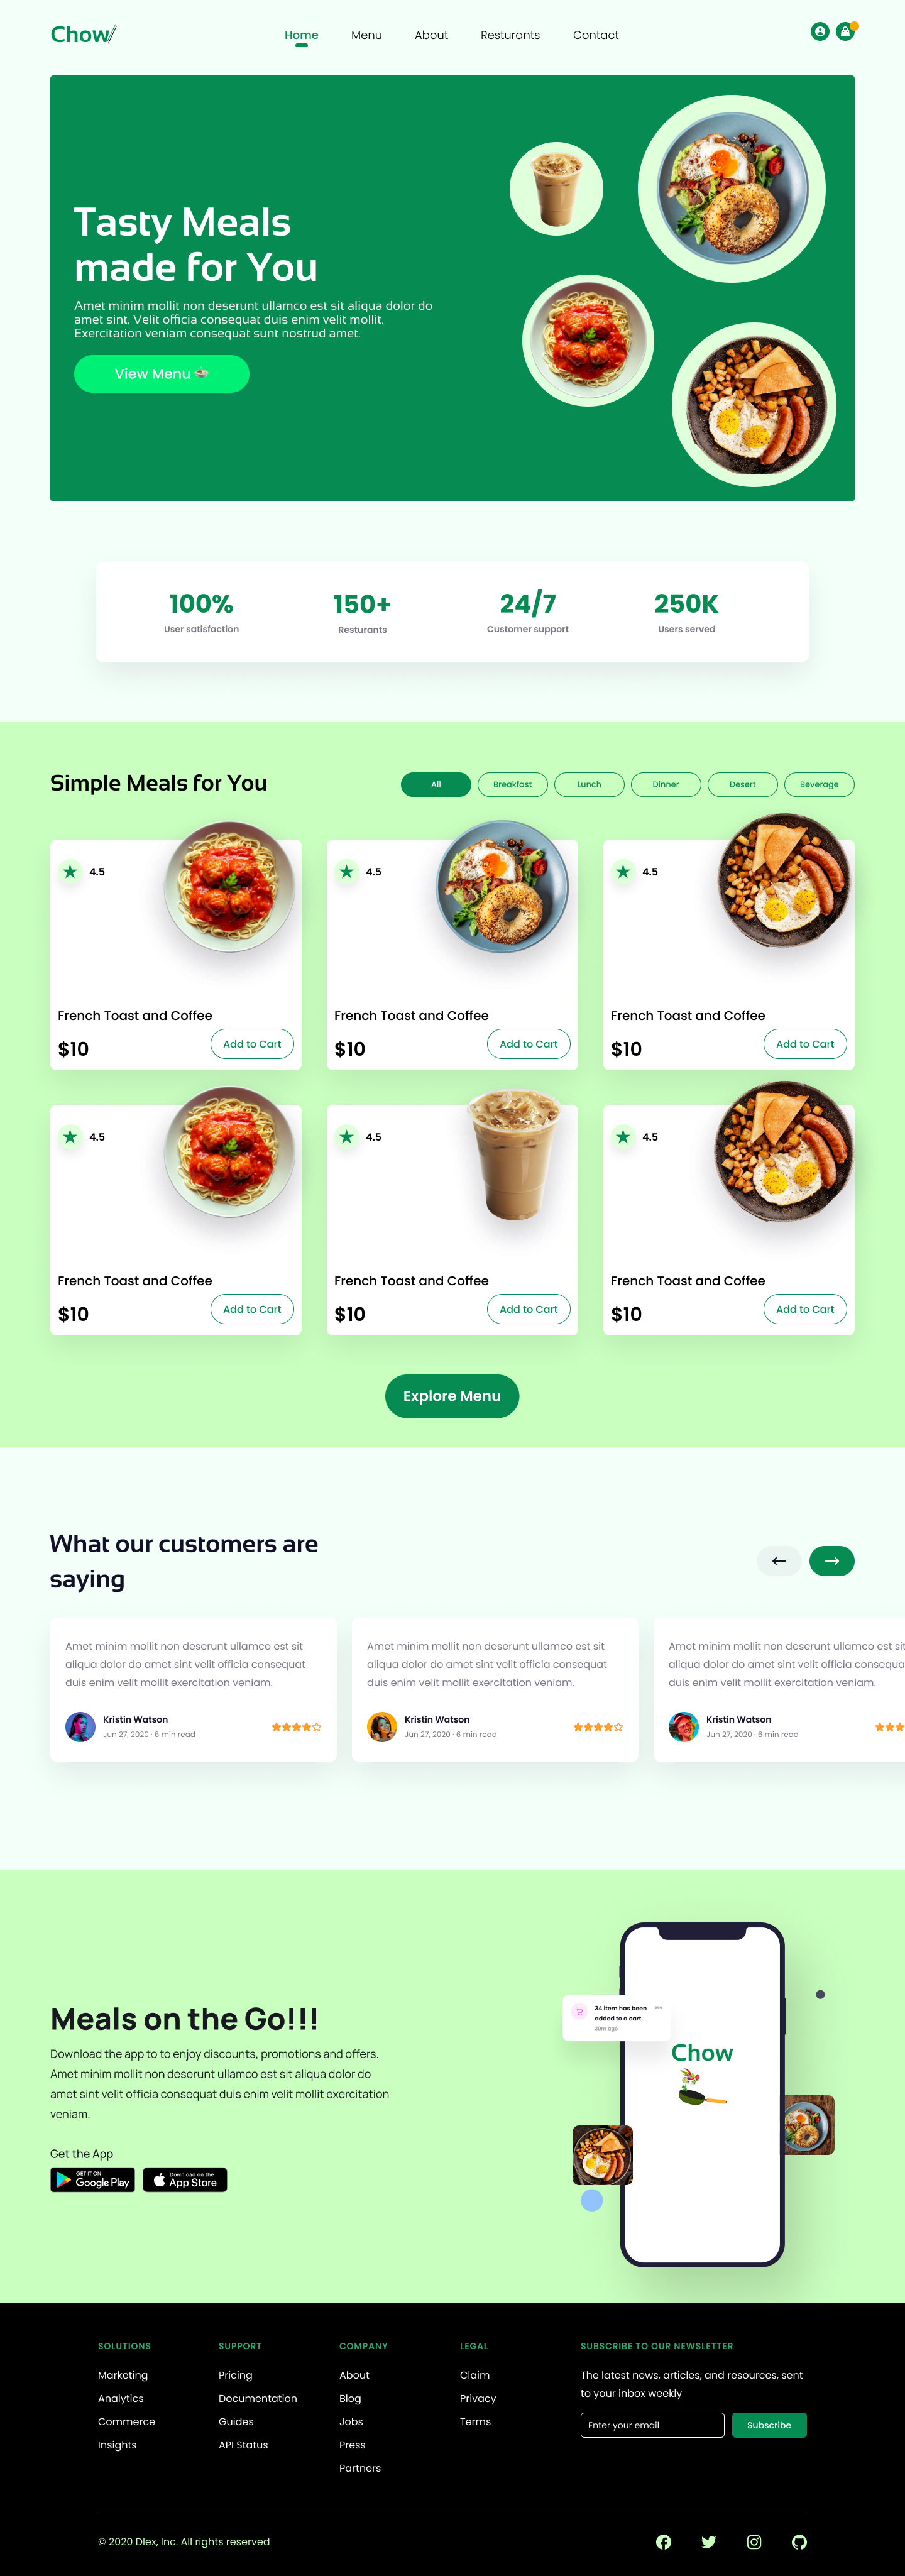 Chow
Home Menu About Resturants Contact
Tasty Meals
made for You
Amet minim mollit non deserunt ullamco est sit aliqua dolor do
amet sint. Velit officia consequat duis enim velit mollit.
Exercitation veniam consequat sunt nostrud amet.
View Menu
100% 150+ 24/7 250K
User satisfaction Resturants Customer support Users served
Simple Meals for You
All Breakfast Lunch Dinner Desert Beverage
4.5 4.5 4.5
French Toast and Coffee French Toast and Coffee French Toast and Coffee
$10 Add to Cart $10 Add to Cart $10 Add to Cart
4.5 4.5 4.5
French Toast and Coffee French Toast and Coffee French Toast and Coffee
$10 Add to Cart $10 Add to Cart $10 Add to Cart
Explore Menu
What our customers are
saying
Amet minim mollit non deserunt ullamco est sit
aliqua dolor do amet sint velit officia consequat
duis enim velit mollit exercitation veniam.
Kristin Watson
Jun 27, 2020 · 6 min read
Amet minim mollit non deserunt ullamco est sit
aliqua dolor do amet sint velit officia consequat
duis enim velit mollit exercitation veniam.
Kristin Watson
Jun 27, 2020 · 6 min read
Amet minim mollit non deserunt ullamco est sit
aliqua dolor do amet sint velit officia consequa
duis enim velit mollit exercitation veniam.
Kristin Watson
Jun 27, 2020 · 6 min read
Meals on the Go!!!
Download the app to to enjoy discounts, promotions and offers.
Amet minim mollit non deserunt ullamco est sit aliqua dolor do
amet sint velit officia consequat duis enim velit mollit exercitation
veniam.
Get the App
GET IT ON
Google Play
Download on the
App Store
34 item has been
added to a cart.
30m ago
Chow
SOLUTIONS
Marketing
Analytics
Commerce
Insights
SUPPORT
Pricing
Documentation
Guides
API Status
COMPANY
About
Blog
Jobs
Press
Partners
LEGAL
Claim
Privacy
Terms
SUBSCRIBE TO OUR NEWSLETTER
The latest news, articles, and resources, sent
to your inbox weekly
Enter your email Subscribe
© 2020 Dlex, Inc. All rights reserved